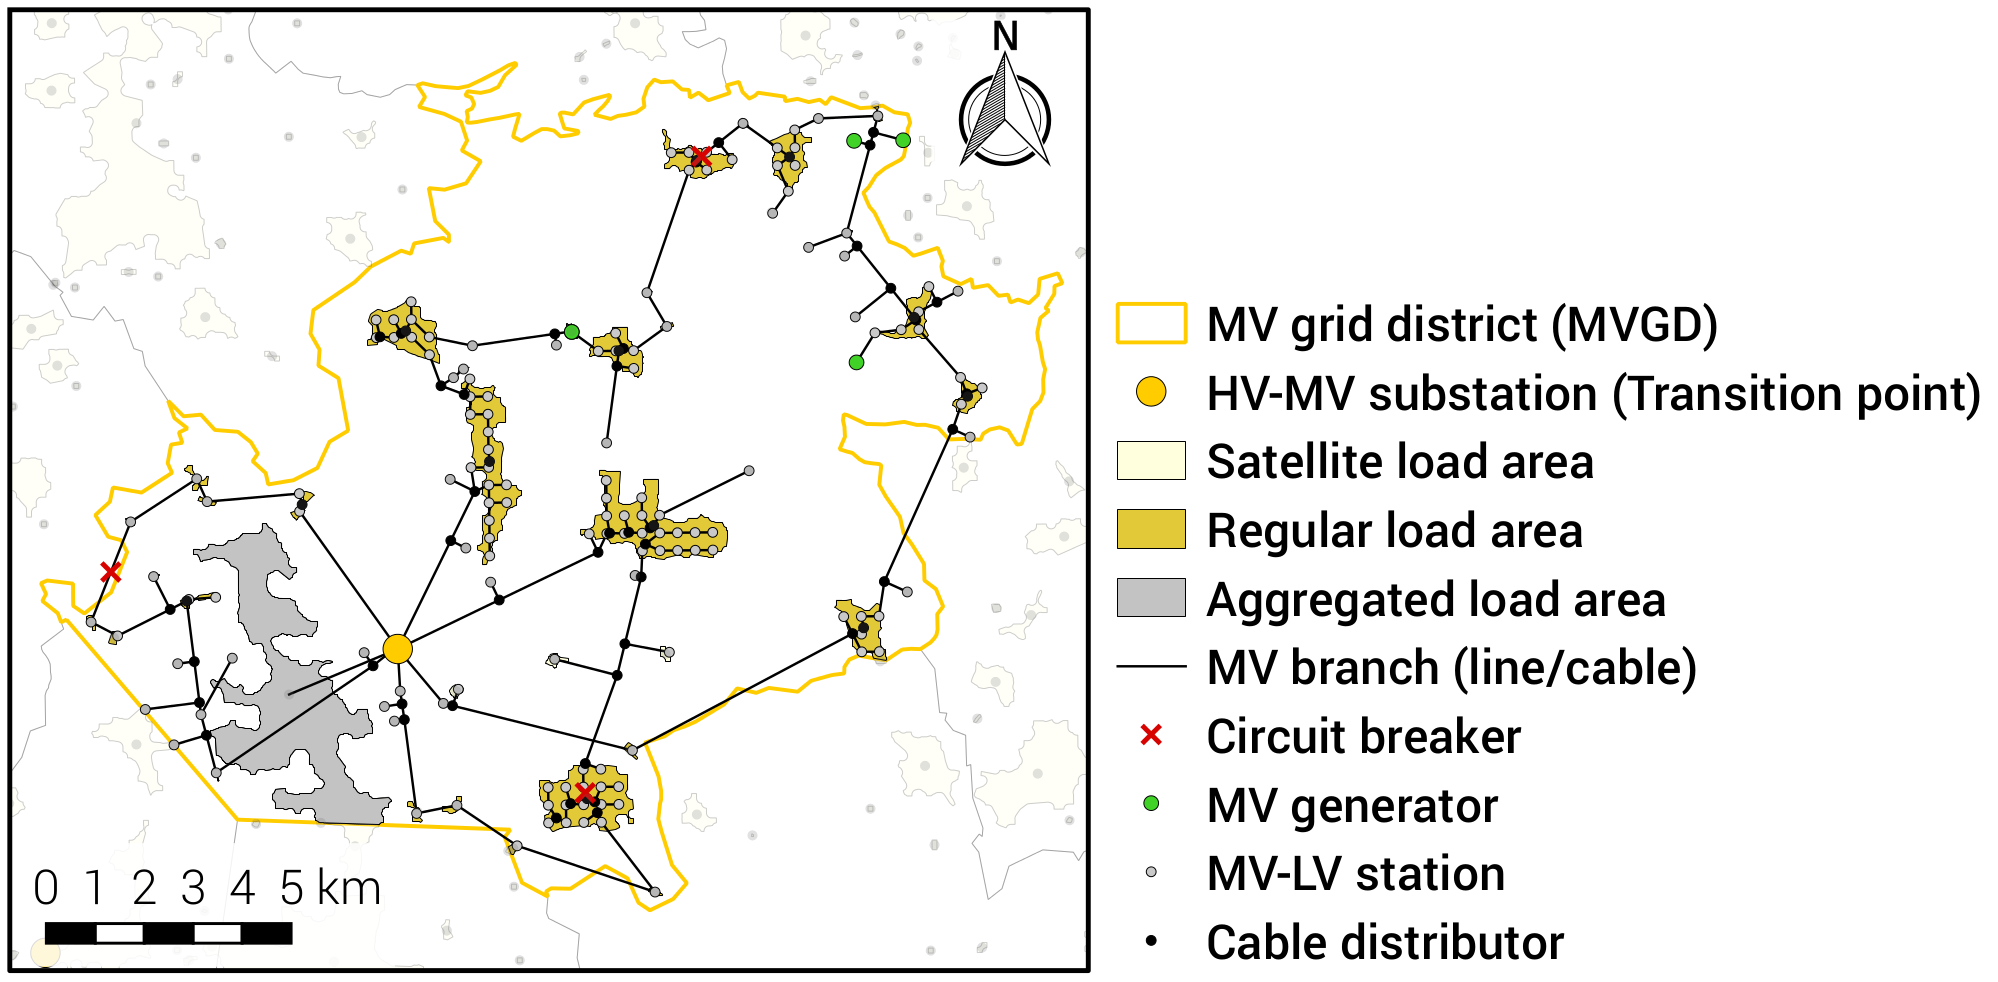 N
0 1 2 3 4 5 km
MV grid district (MVGD)
HV-MV substation (Transition point)
Satellite load area
Regular load area
Aggregated load area
MV branch (line/cable)
Circuit breaker
MV generator
MV-LV station
Cable distributor